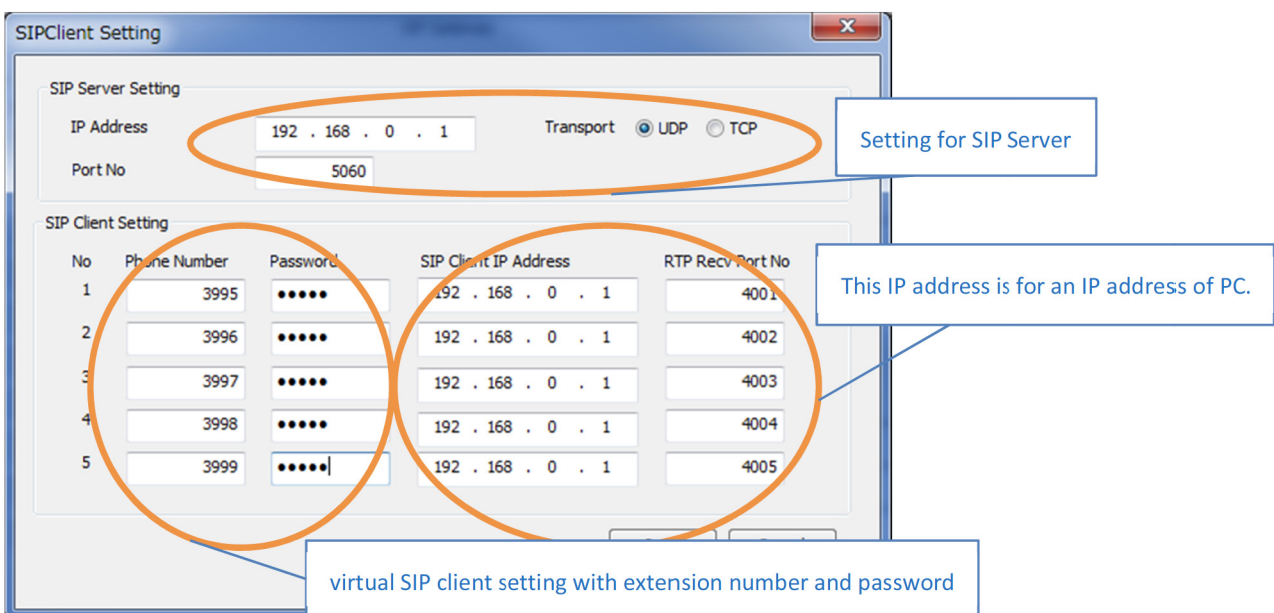 SIPClient Setting
SIP Server Setting
IP Address 192 . 168 . 0 . 1 Transport UDP TCP
Setting for SIP Server
Port No 5060
SIP Client Setting
No Phone Number Password SIP Client IP Address RTP Recv Port No
1 3995 ●●●●● 192 . 168 . 0 . 1 4001
This IP address is for an IP address of PC.
2 3996 ●●●●● 192 . 168 . 0 . 1 4002
3 3997 ●●●●● 192 . 168 . 0 . 1 4003
4 3998 ●●●●● 192 . 168 . 0 . 1 4004
5 3999 ●●●●● 192 . 168 . 0 . 1 4005
virtual SIP client setting with extension number and password